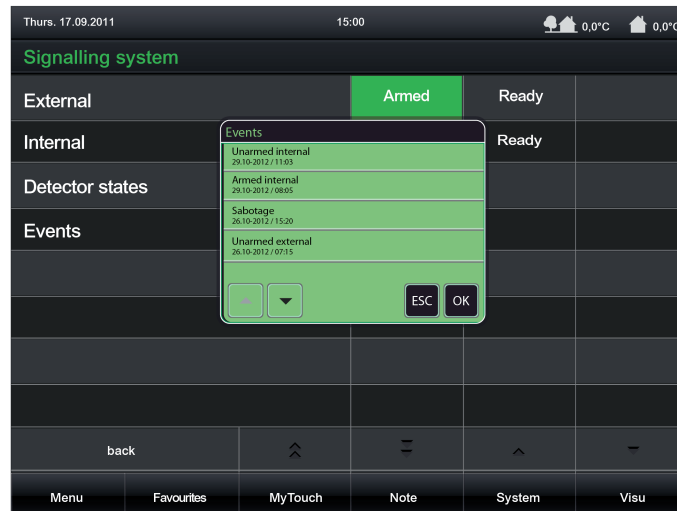 Thurs. 17.09.2011 15:00 0,0°C 0,0°C
Signalling system
External Armed Ready
Internal Ready
Detector states
Events
Events
Unarmed internal
29.10-2012 / 11:03
Armed internal
29.10-2012 / 08:05
Sabotage
26.10-2012 / 15:20
Unarmed external
26.10-2012 / 07:15
ESC OK
back
Menu Favourites MyTouch Note System Visu